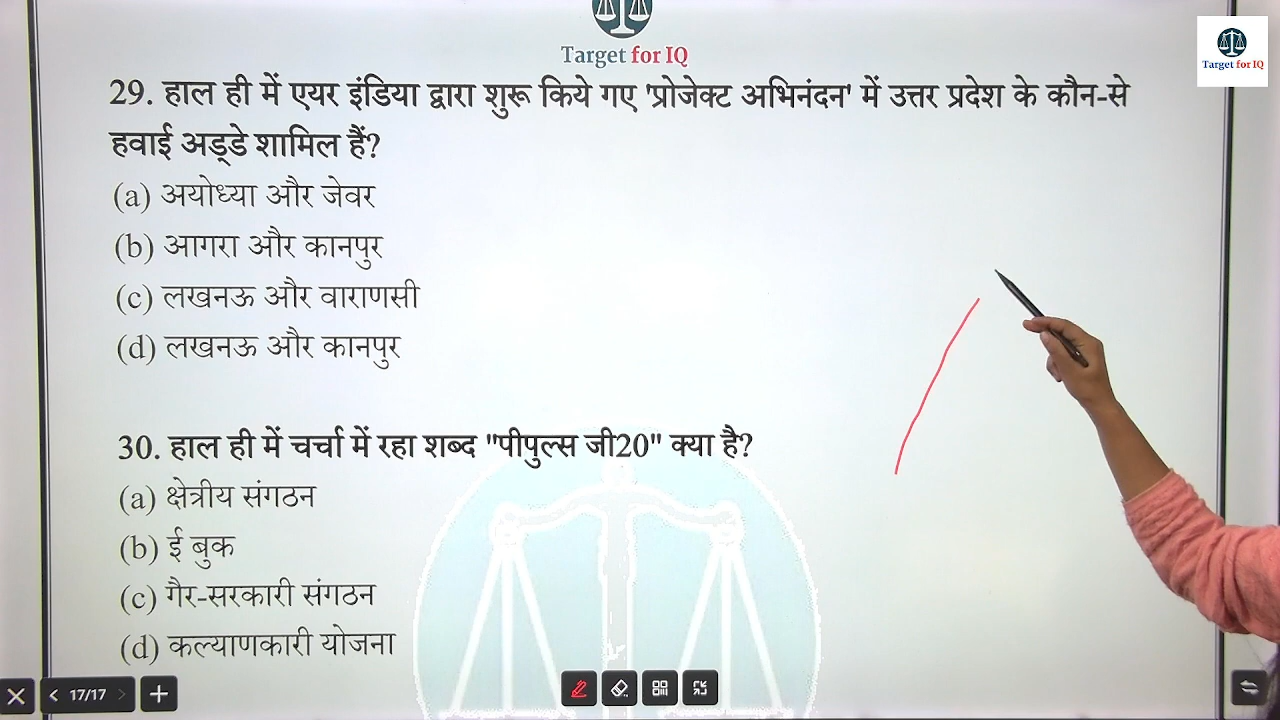 Target for IQ
Target for IQ
29. हाल ही में एयर इंडिया द्वारा शुरू किये गए 'प्रोजेक्ट अभिनंदन' में उत्तर प्रदेश के कौन-से
हवाई अड्डे शामिल हैं?
(a) अयोध्या और जेवर
(b) आगरा और कानपुर
(c) लखनऊ और वाराणसी
(d) लखनऊ और कानपुर
30. हाल ही में चर्चा में रहा शब्द "पीपुल्स जी20" क्या है?
(a) क्षेत्रीय संगठन
(b) ई बुक
(c) गैर-सरकारी संगठन
(d) कल्याणकारी योजना
17/17